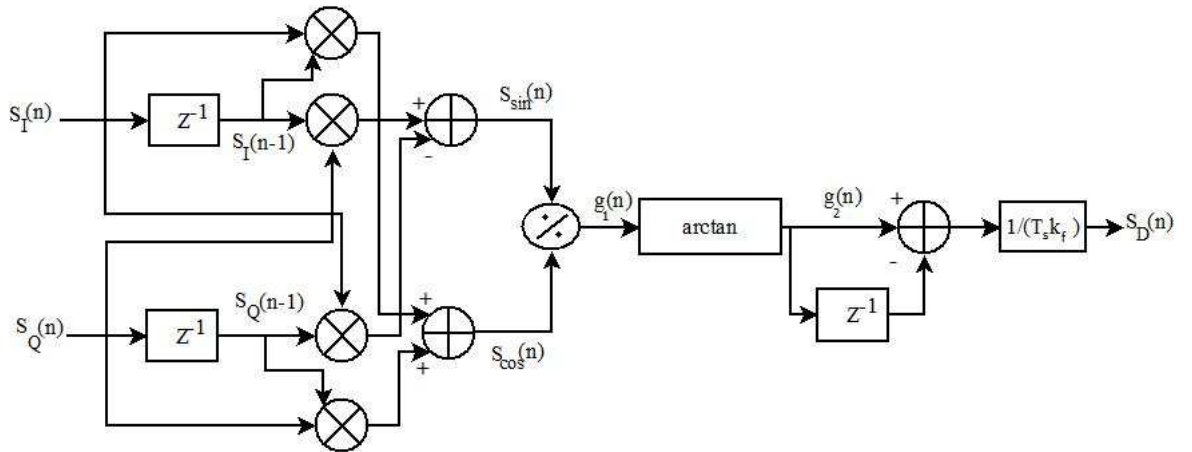 S_I(n)
Z^-1
S_I(n-1)
+
-
S_sin(n)
g_1(n)
arctan
g_2(n)
+
-
Z^-1
1/(T_s k_f)
S_D(n)
S_Q(n)
Z^-1
S_Q(n-1)
+
+
S_cos(n)